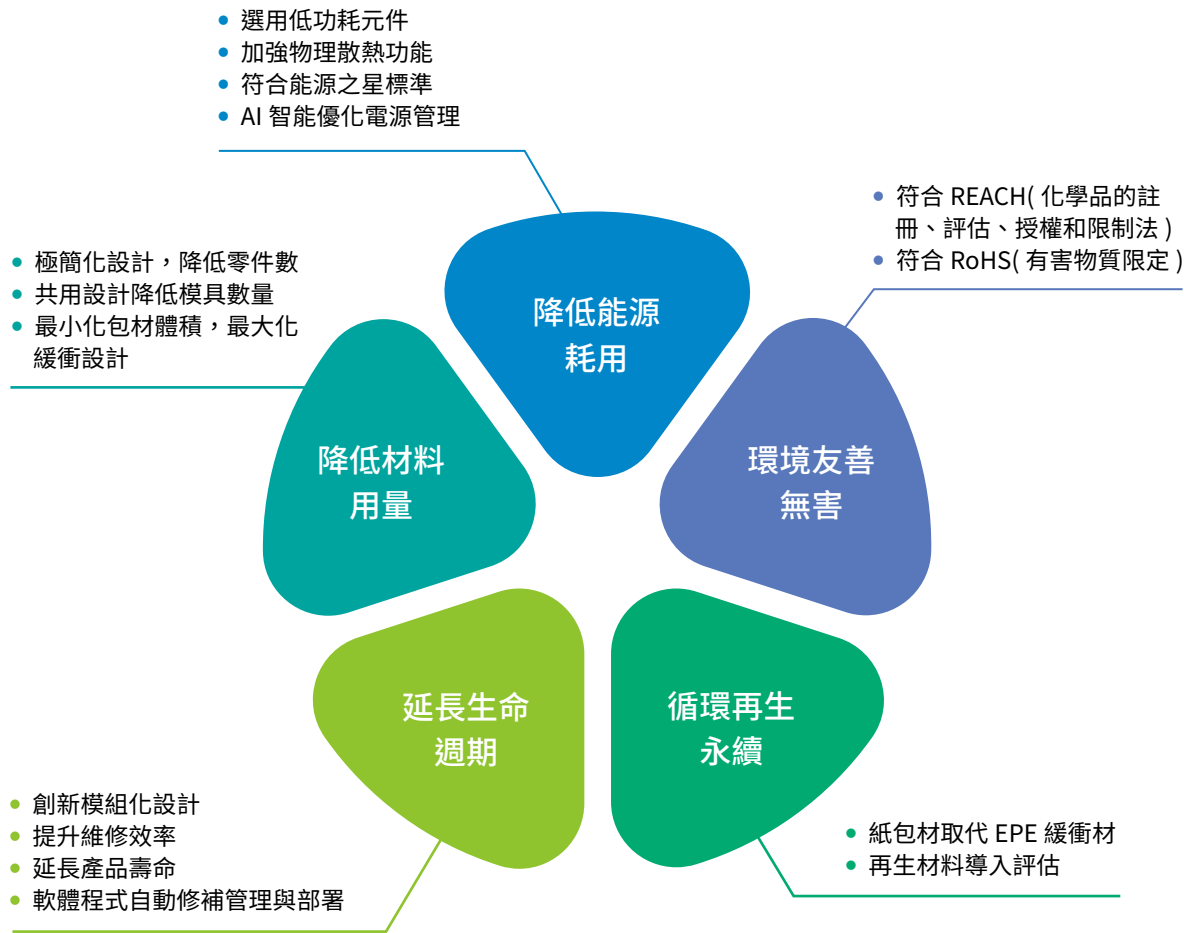 選用低功耗元件
加強物理散熱功能
符合能源之星標準
AI 智能優化電源管理
符合 REACH( 化學品的註
冊、評估、授權和限制法 )
符合 RoHS( 有害物質限定 )
極簡化設計，降低零件數
共用設計降低模具數量
最小化包材體積，最大化
緩衝設計
降低能源
耗用
降低材料
用量
環境友善
無害
延長生命
週期
循環再生
永續
創新模組化設計
提升維修效率
延長產品壽命
軟體程式自動修補管理與部署
紙包材取代 EPE 緩衝材
再生材料導入評估